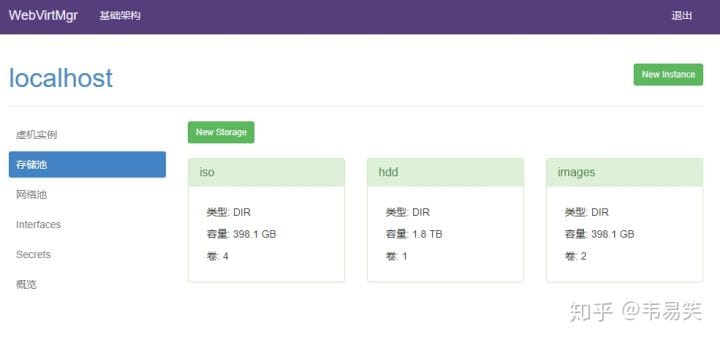 WebVirtMgr 基础架构 退出
localhost
New Instance
虚机实例
存储池
网络池
Interfaces
Secrets
概览
New Storage
iso
类型: DIR
容量: 398.1 GB
卷: 4
hdd
类型: DIR
容量: 1.8 TB
卷: 1
images
类型: DIR
容量: 398.1 GB
卷: 2
知乎 @韦易笑